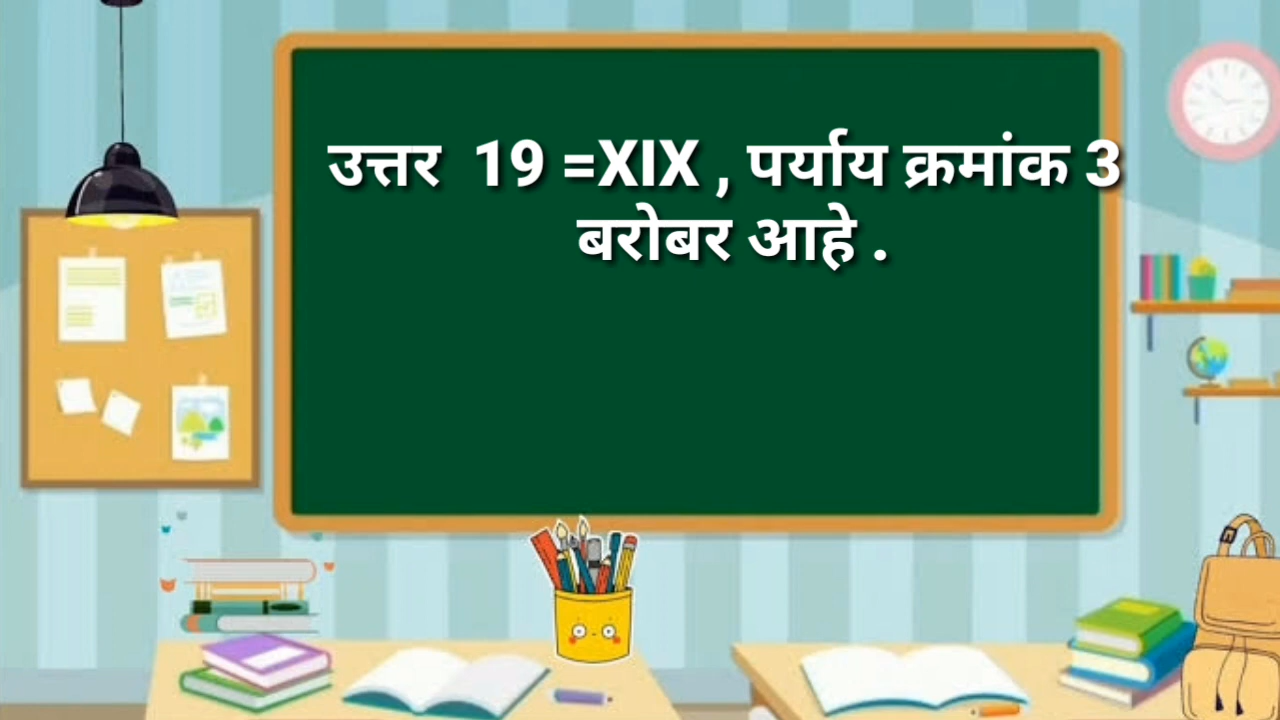 उत्तर 19 =XIX , पर्याय क्रमांक 3
बरोबर आहे .